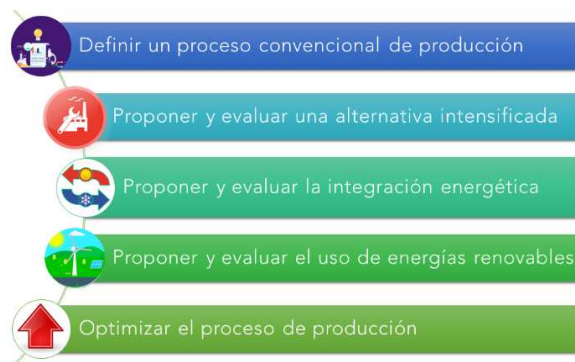 Definir un proceso convencional de producción
Proponer y evaluar una alternativa intensificada
Proponer y evaluar la integración energética
Proponer y evaluar el uso de energías renovables
Optimizar el proceso de producción